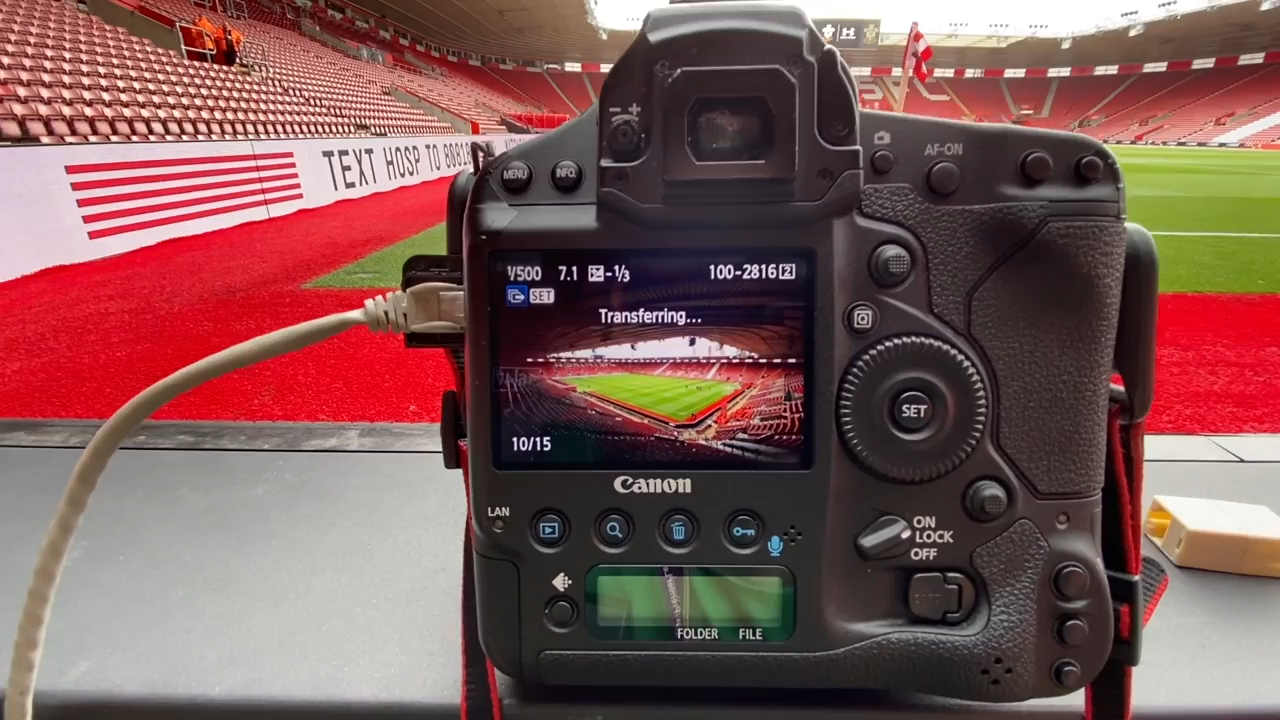 TEXT HOSP TO
MENU
INFO.
AF-ON
1/500 7.1 -1/3 100-2816 2
SET
Transferring...
Q
10/15
SET
Canon
LAN
ON
LOCK
OFF
FOLDER FILE